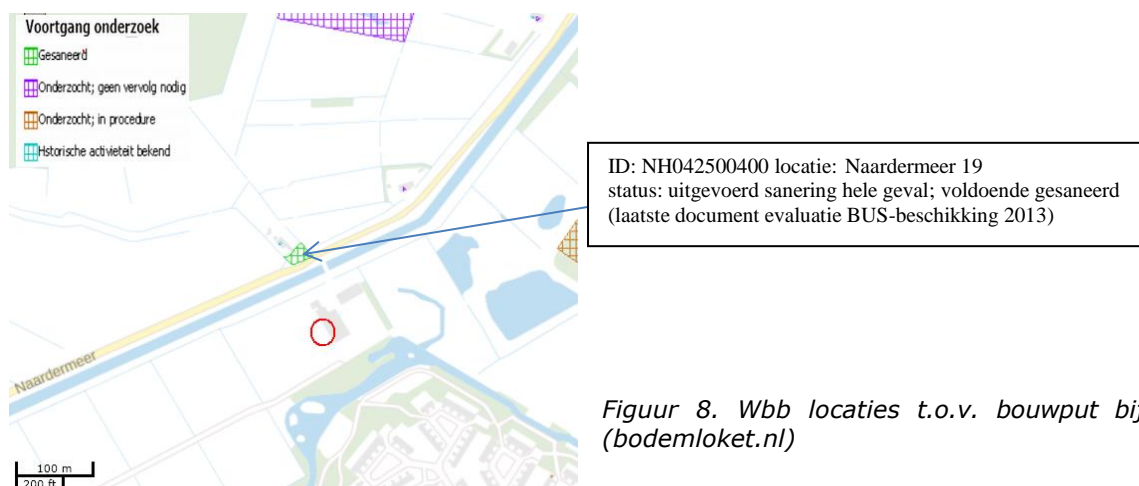 Voortgang onderzoek
Gesaneerd
Onderzocht; geen vervolg nodig
Onderzocht; in procedure
Hstorische activieteit bekend
ID: NH042500400 locatie: Naardermeer 19
status: uitgevoerd sanering hele geval; voldoende gesaneerd
(laatste document evaluatie BUS-beschikking 2013)
Naardermeer
Figuur 8. Wbb locaties t.o.v. bouwput bij
(bodemloket.nl)
100 m
200 ft